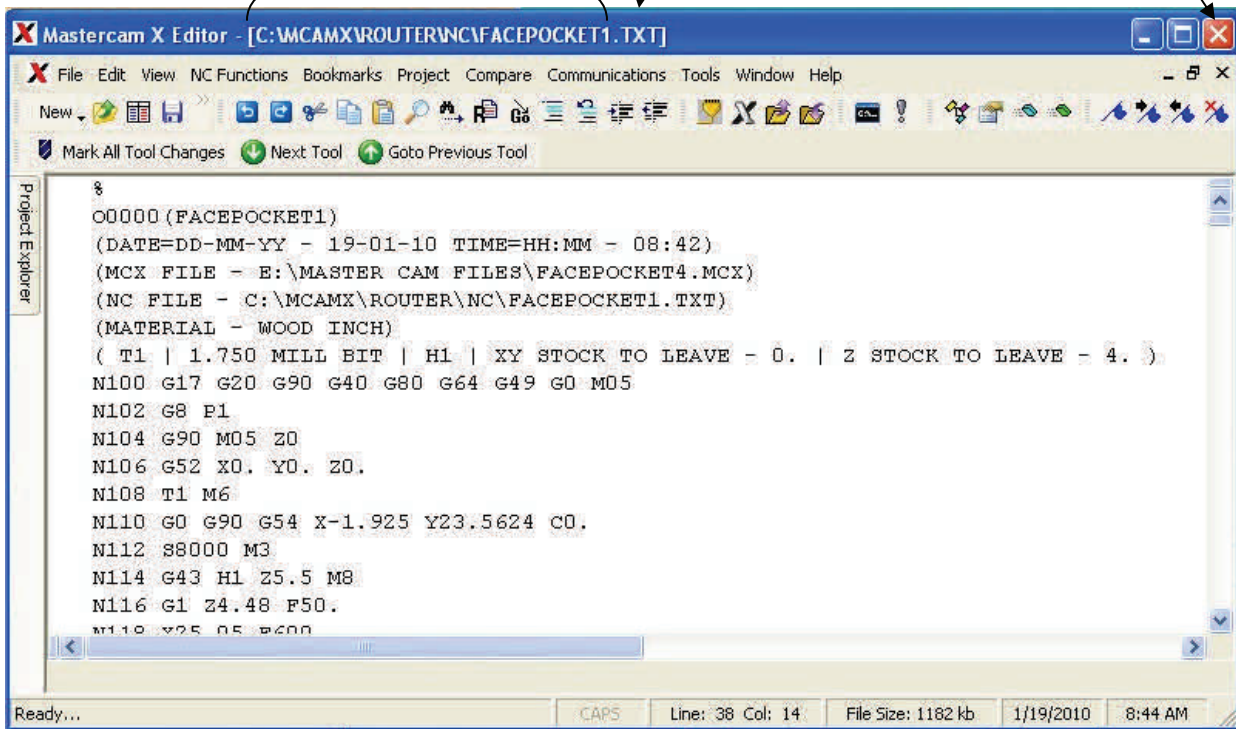 Mastercam X Editor - [C:\MCAMX\ROUTER\NC\FACEPOCKET1.TXT]
File Edit View NC Functions Bookmarks Project Compare Communications Tools Window Help
New
Mark All Tool Changes Next Tool Goto Previous Tool
Project Explorer
%
O0000(FACEPOCKET1)
(DATE=DD-MM-YY - 19-01-10 TIME=HH:MM - 08:42)
(MCX FILE - E:\MASTER CAM FILES\FACEPOCKET4.MCX)
(NC FILE - C:\MCAMX\ROUTER\NC\FACEPOCKET1.TXT)
(MATERIAL - WOOD INCH)
( T1 | 1.750 MILL BIT | H1 | XY STOCK TO LEAVE - 0. | Z STOCK TO LEAVE - 4. )
N100 G17 G20 G90 G40 G80 G64 G49 G0 M05
N102 G8 P1
N104 G90 M05 Z0
N106 G52 X0. Y0. Z0.
N108 T1 M6
N110 G0 G90 G54 X-1.925 Y23.5624 C0.
N112 S8000 M3
N114 G43 H1 Z5.5 M8
N116 G1 Z4.48 F50.
N118 X25.05 F600.
Ready... CAPS Line: 38 Col: 14 File Size: 1182 kb 1/19/2010 8:44 AM